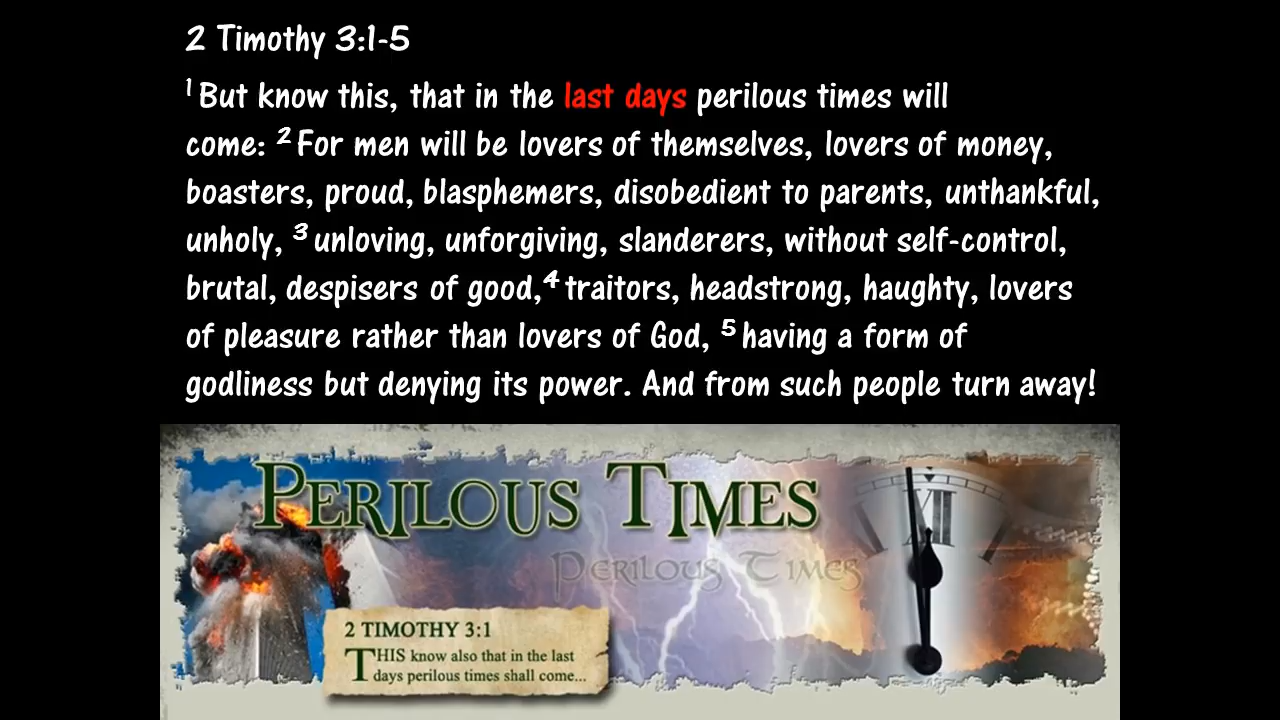 2 Timothy 3:1-5
1 But know this, that in the last days perilous times will
come: 2 For men will be lovers of themselves, lovers of money,
boasters, proud, blasphemers, disobedient to parents, unthankful,
unholy, 3 unloving, unforgiving, slanderers, without self-control,
brutal, despisers of good,4 traitors, headstrong, haughty, lovers
of pleasure rather than lovers of God, 5 having a form of
godliness but denying its power. And from such people turn away!
PERILOUS TIMES
PERILOUS TIMES
VII
2 TIMOTHY 3:1
THIS know also that in the last
days perilous times shall come...